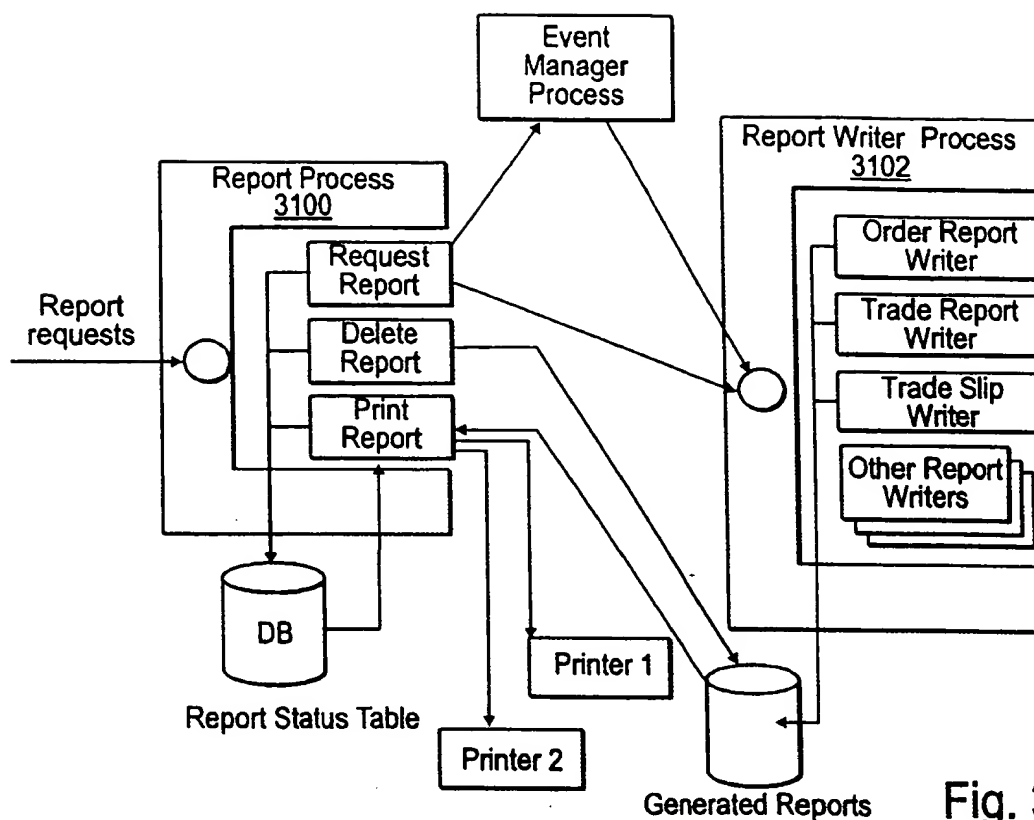 Event
Manager
Process
Report Writer Process
3102
Report Process
3100
Order Report
Writer
Request
Report
Report
requests
Trade Report
Writer
Delete
Report
Trade Slip
Writer
Print
Report
Other Report
Writers
DB
Printer 1
Report Status Table
Printer 2
Generated Reports
Fig.